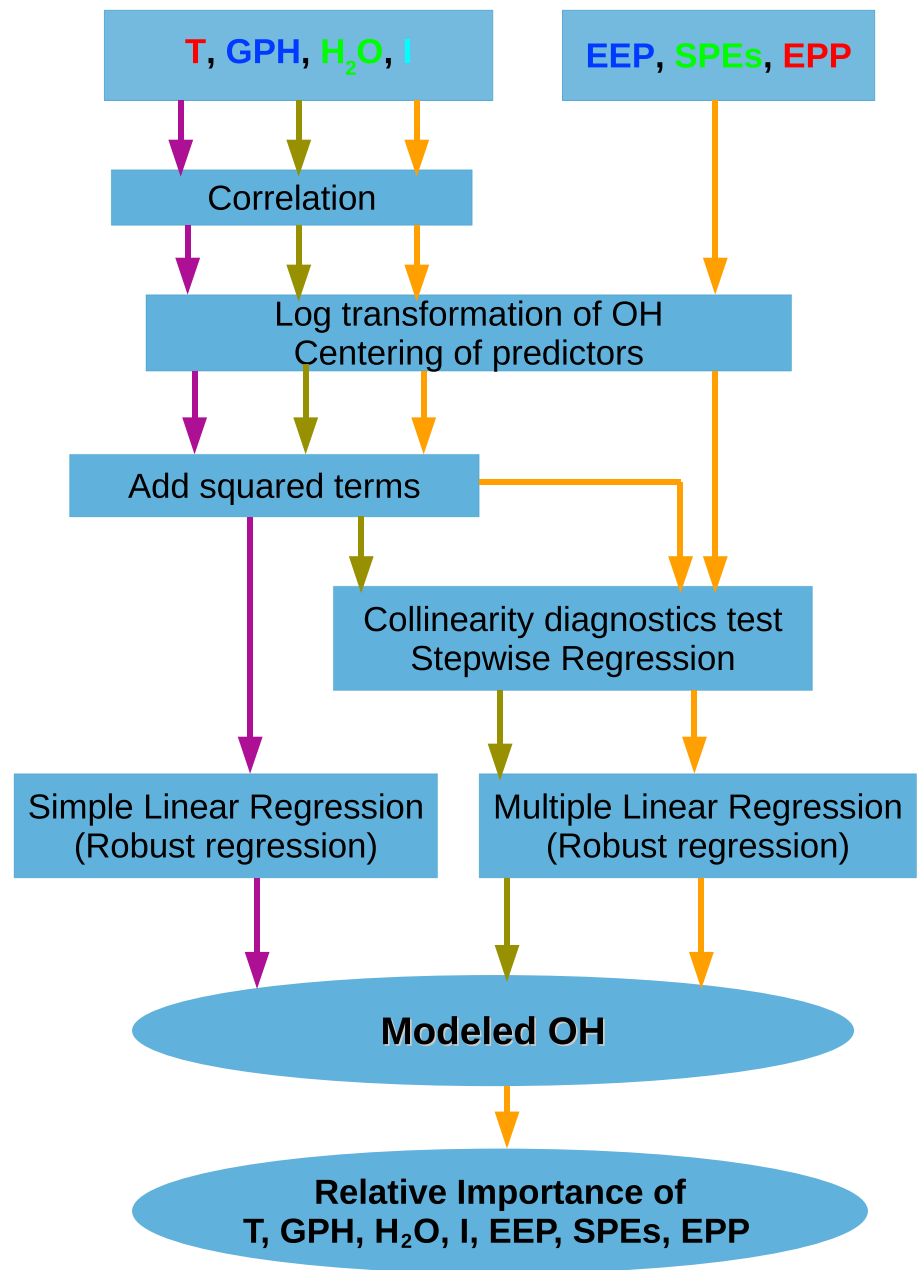 T, GPH, H₂O, I
EEP, SPEs, EPP
Correlation
Log transformation of OH
Centering of predictors
Add squared terms
Collinearity diagnostics test
Stepwise Regression
Simple Linear Regression
(Robust regression)
Multiple Linear Regression
(Robust regression)
Modeled OH
Relative Importance of
T, GPH, H₂O, I, EEP, SPEs, EPP